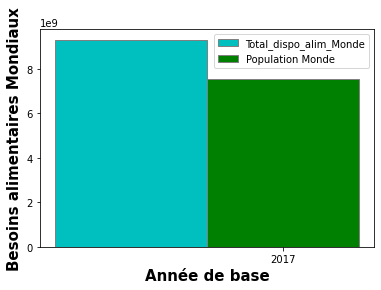 1e9
Total_dispo_alim_Monde
Population Monde
8
6
4
2
0
Besoins alimentaires Mondiaux
2017
Année de base